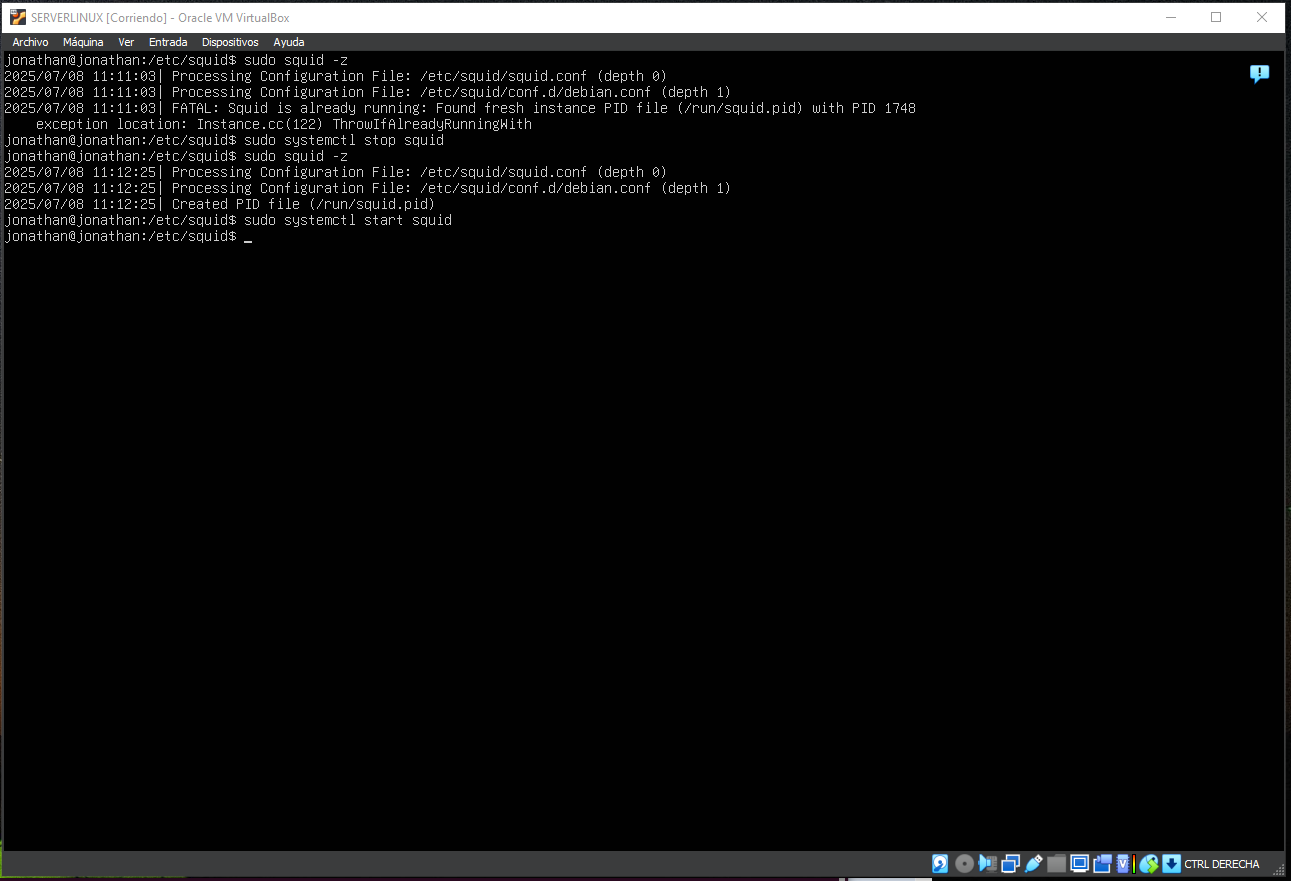 SERVERLINUX [Corriendo] - Oracle VM VirtualBox
Archivo Máquina Ver Entrada Dispositivos Ayuda
jonathan@jonathan:/etc/squid$ sudo squid -z
2025/07/08 11:11:03| Processing Configuration File: /etc/squid/squid.conf (depth 0)
2025/07/08 11:11:03| Processing Configuration File: /etc/squid/conf.d/debian.conf (depth 1)
2025/07/08 11:11:03| FATAL: Squid is already running: Found fresh instance PID file (/run/squid.pid) with PID 1748
    exception location: Instance.cc(122) ThrowIfAlreadyRunningWith
jonathan@jonathan:/etc/squid$ sudo systemctl stop squid
jonathan@jonathan:/etc/squid$ sudo squid -z
2025/07/08 11:12:25| Processing Configuration File: /etc/squid/squid.conf (depth 0)
2025/07/08 11:12:25| Processing Configuration File: /etc/squid/conf.d/debian.conf (depth 1)
2025/07/08 11:12:25| Created PID file (/run/squid.pid)
jonathan@jonathan:/etc/squid$ sudo systemctl start squid
jonathan@jonathan:/etc/squid$ _
CTRL DERECHA